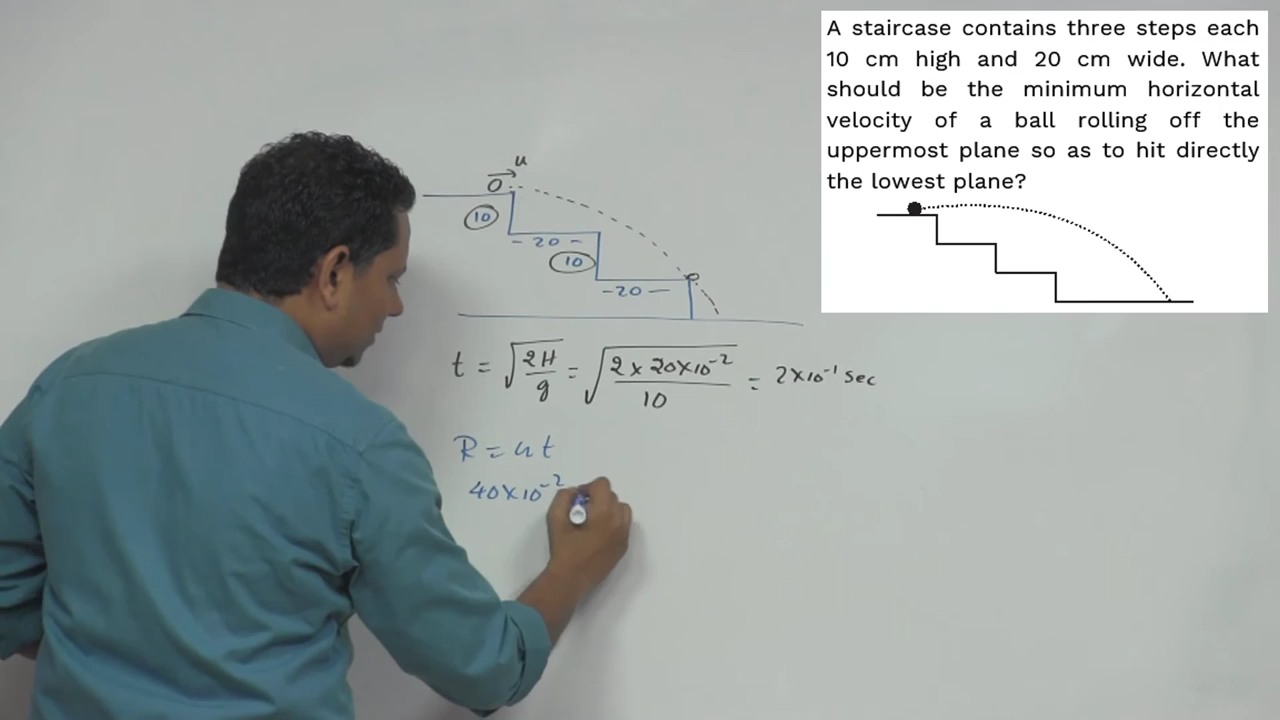 A staircase contains three steps each
10 cm high and 20 cm wide. What
should be the minimum horizontal
velocity of a ball rolling off the
uppermost plane so as to hit directly
the lowest plane?
u
10
- 20 -
10
-20-
t = √(2H/g) = √(2 × 20×10⁻²/10) = 2×10⁻¹ sec
R = ut
40×10⁻²